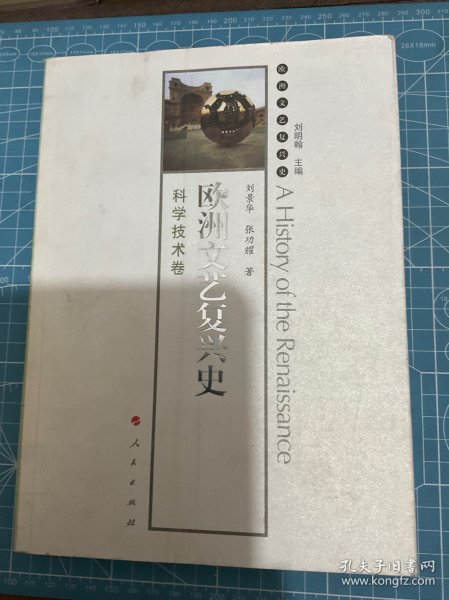 欧洲文艺复兴史
刘明翰 主编
A History of the Renaissance
刘景华 张功耀 著
欧洲文艺复兴史
科学技术卷
人民出版社
26X18mm
孔夫子旧书网
www.kongfz.com